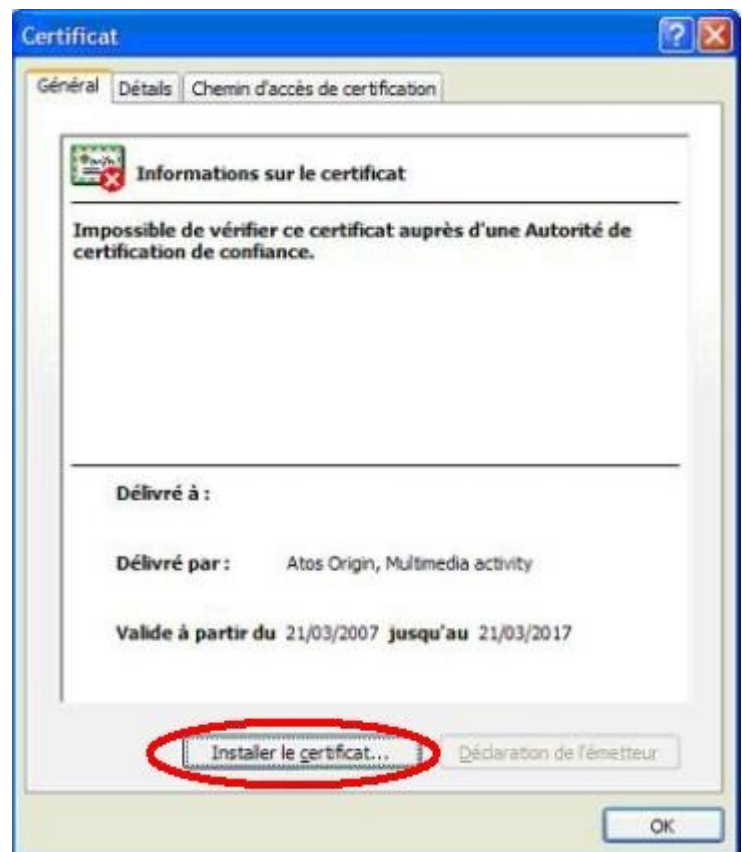 Certificat
Général Détails Chemin d'accès de certification
Informations sur le certificat
Impossible de vérifier ce certificat auprès d'une Autorité de
certification de confiance.
Délivré à :
Délivré par : Atos Origin, Multimedia activity
Valide à partir du 21/03/2007 jusqu'au 21/03/2017
Installer le certificat... Déclaration de l'émetteur
OK